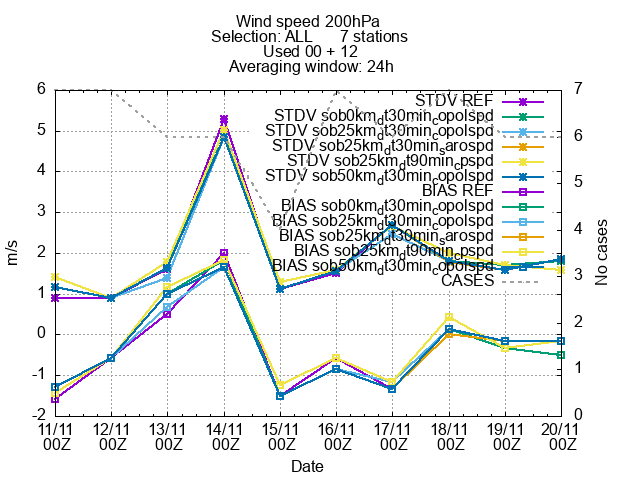 Wind speed 200hPa
Selection: ALL 7 stations
Used 00 + 12
Averaging window: 24h
6 7
5 6
4 5
3 4
2 3
1 2
0 1
-1 0
-2
m/s
No cases
STDV REF
STDV sob0km_dt30min_copolspd
STDV sob25km_dt30min_copolspd
STDV sob25km_dt30min_sarospd
STDV sob25km_dt90min_cpspd
STDV sob50km_dt30min_copolspd
BIAS REF
BIAS sob0km_dt30min_copolspd
BIAS sob25km_dt30min_copolspd
BIAS sob25km_dt30min_sarospd
BIAS sob25km_dt90min_cpspd
BIAS sob50km_dt30min_copolspd
CASES
11/11 12/11 13/11 14/11 15/11 16/11 17/11 18/11 19/11 20/11
00Z 00Z 00Z 00Z 00Z 00Z 00Z 00Z 00Z 00Z
Date